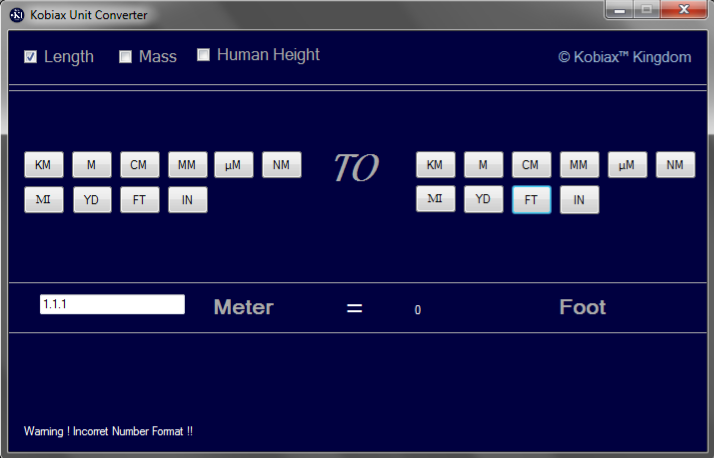 Kobiax Unit Converter
Length Mass Human Height © Kobiax™ Kingdom
KM M CM MM µM NM TO KM M CM MM µM NM
MI YD FT IN MI YD FT IN
1.1.1 Meter = 0 Foot
Warning ! Incorret Number Format !!